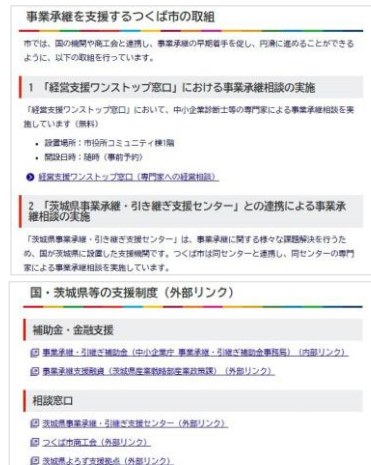 事業承継を支援するつくば市の取組
市では、国の機関や商工会と連携し、事業承継の早期着手を促し、円滑に進めることができる
ように、以下の取組を行っています。
1 「経営支援ワンストップ窓口」における事業承継相談の実施
「経営支援ワンストップ窓口」において、中小企業診断士等の専門家による事業承継相談を実
施しています（無料）
・ 設置場所：市役所コミュニティ棟1階
・ 開設日時：随時（事前予約）
経営支援ワンストップ窓口（専門家への経営相談）
2 「茨城県事業承継・引き継ぎ支援センター」との連携による事業承
継相談の実施
「茨城県事業承継・引き継ぎ支援センター」は、事業承継に関する様々な課題解決を行うた
め、国が茨城県に設置した支援機関です。つくば市は同センターと連携し、同センターの専門
家による事業承継相談を実施しています。
国・茨城県等の支援制度（外部リンク）
補助金・金融支援
事業承継・引継ぎ補助金（中小企業庁 事業承継・引継ぎ補助金事務局）（内部リンク）
事業承継支援融資（茨城県産業戦略部産業政策課）（外部リンク）
相談窓口
茨城県事業承継・引継ぎ支援センター（外部リンク）
つくば市商工会（外部リンク）
茨城県よろず支援拠点（外部リンク）